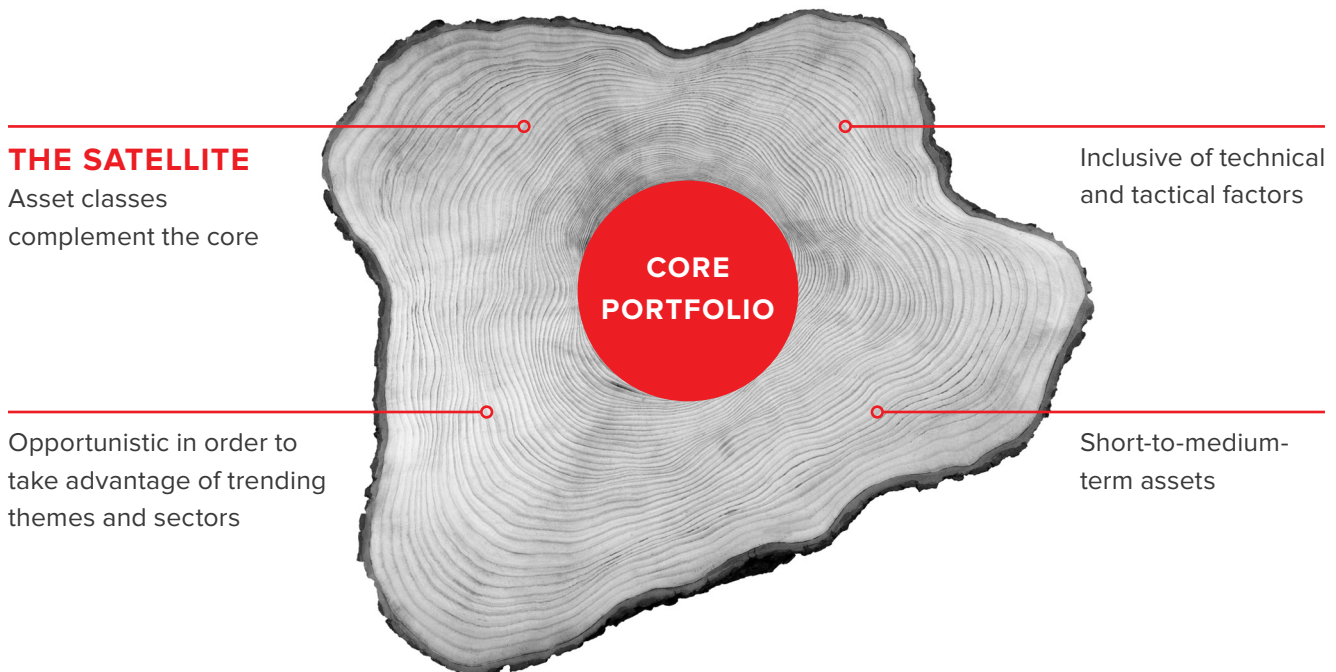 THE SATELLITE
Asset classes
complement the core
Inclusive of technical
and tactical factors
CORE
PORTFOLIO
Opportunistic in order to
take advantage of trending
themes and sectors
Short-to-medium-
term assets